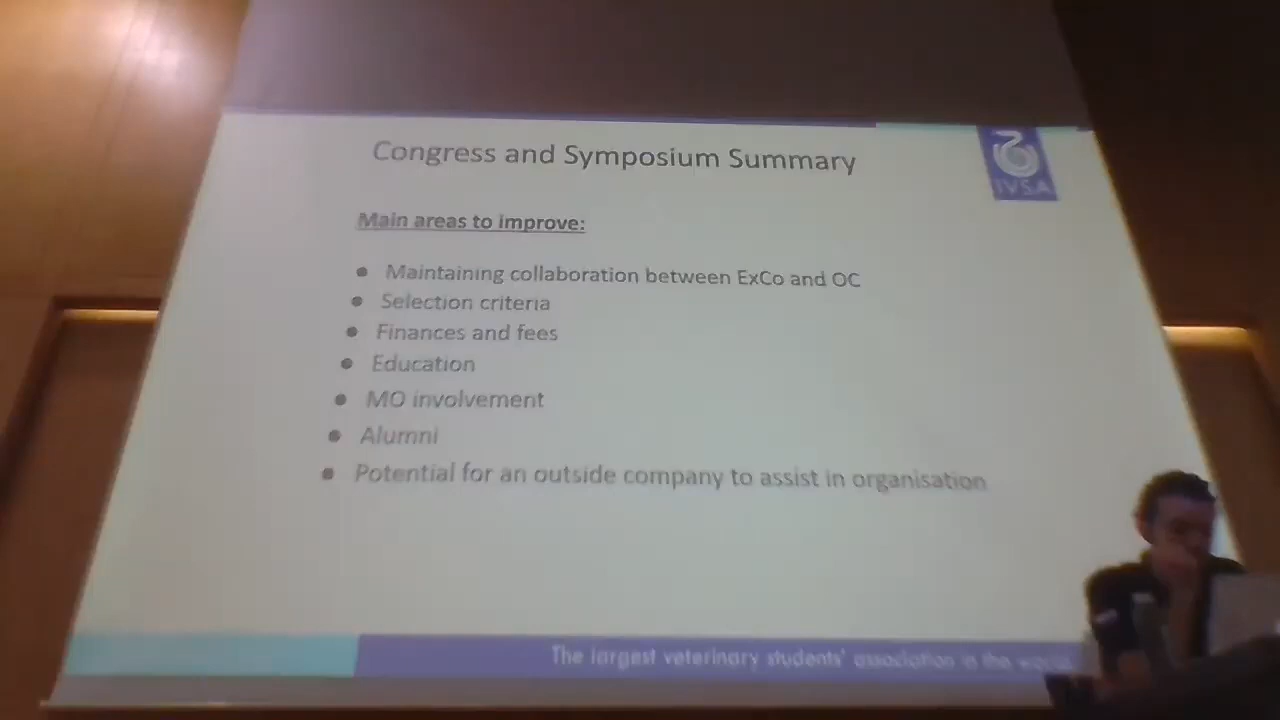 Congress and Symposium Summary
IVSA
Main areas to improve:
Maintaining collaboration between ExCo and OC
Selection criteria
Finances and fees
Education
MO involvement
Alumni
Potential for an outside company to assist in organisation
The largest veterinary students' association in the world